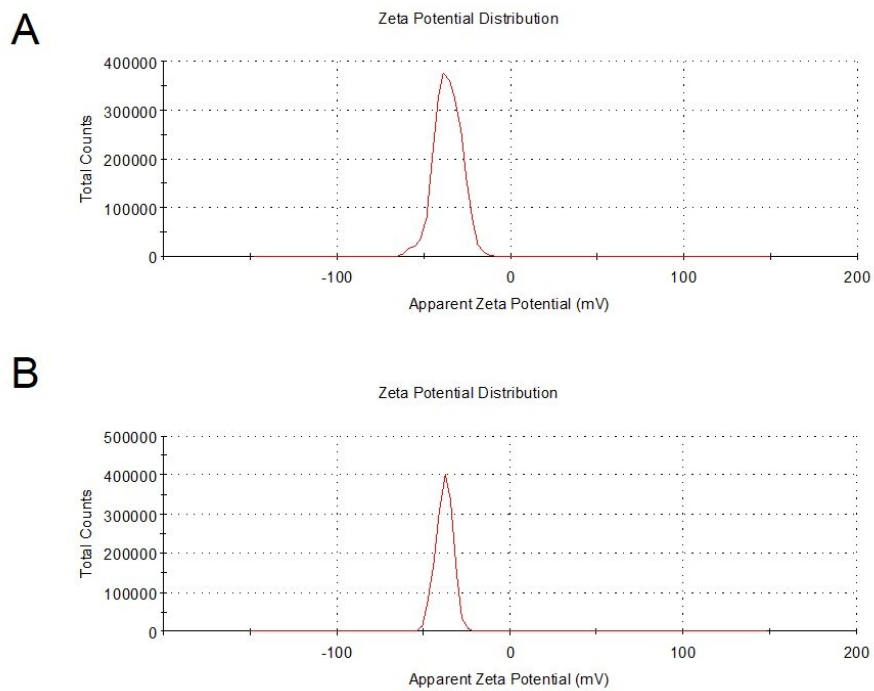 A
Zeta Potential Distribution
400000
300000
200000
100000
0
Total Counts
-100 0 100 200
Apparent Zeta Potential (mV)
B
Zeta Potential Distribution
500000
400000
300000
200000
100000
0
Total Counts
-100 0 100 200
Apparent Zeta Potential (mV)